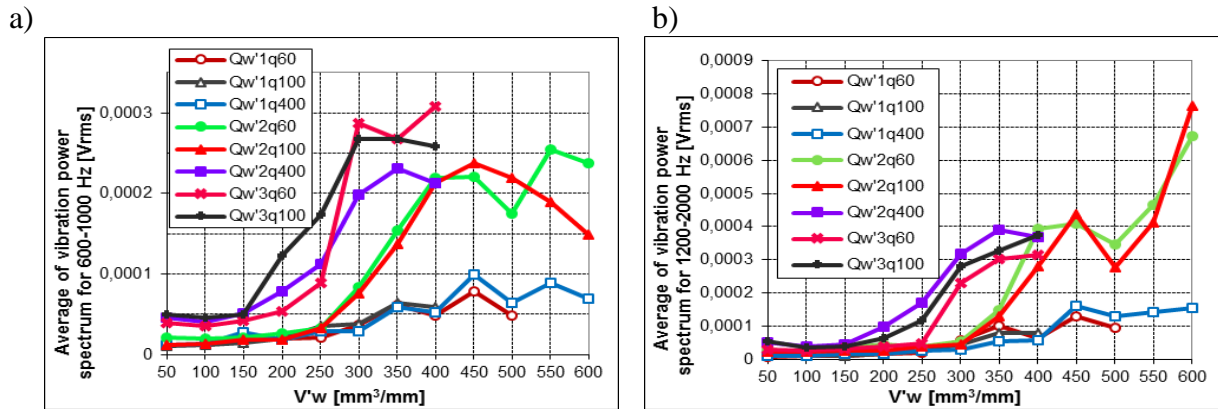 a)
Average of vibration power
spectrum for 600-1000 Hz [Vrms]
0,0003
0,0002
0,0001
0
Qw'1q60
Qw'1q100
Qw'1q400
Qw'2q60
Qw'2q100
Qw'2q400
Qw'3q60
Qw'3q100
50 100 150 200 250 300 350 400 450 500 550 600
V'w [mm³/mm]
b)
Average of vibration power
spectrum for 1200-2000 Hz [Vrms]
0,0009
0,0008
0,0007
0,0006
0,0005
0,0004
0,0003
0,0002
0,0001
0
Qw'1q60
Qw'1q100
Qw'1q400
Qw'2q60
Qw'2q100
Qw'2q400
Qw'3q60
Qw'3q100
50 100 150 200 250 300 350 400 450 500 550 600
V'w [mm³/mm]